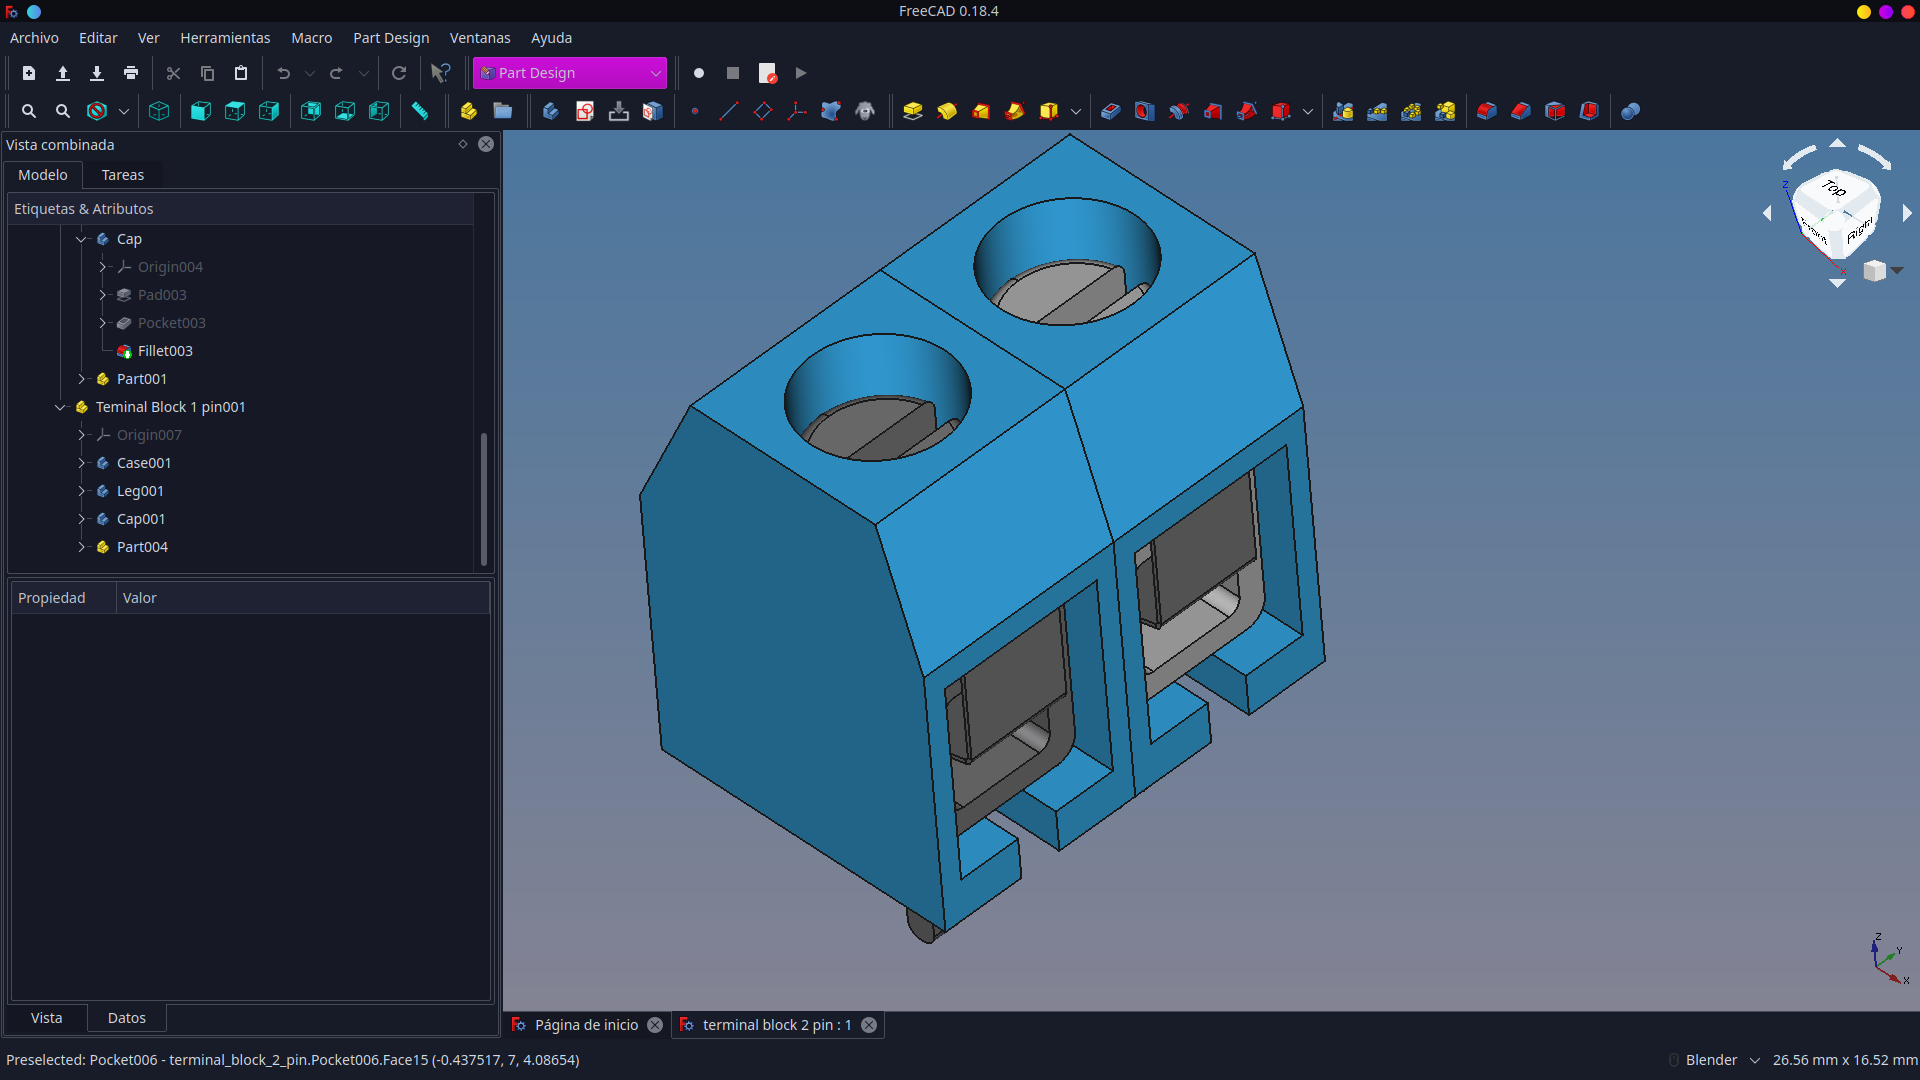 FreeCAD 0.18.4
Archivo Editar Ver Herramientas Macro Part Design Ventanas Ayuda
Part Design
Vista combinada
Modelo Tareas
Etiquetas & Atributos
Cap
Origin004
Pad003
Pocket003
Fillet003
Part001
Teminal Block 1 pin001
Origin007
Case001
Leg001
Cap001
Part004
Propiedad Valor
Vista Datos
Top
Right
Z
X
Z
Y
X
Página de inicio terminal block 2 pin : 1
Preselected: Pocket006 - terminal_block_2_pin.Pocket006.Face15 (-0.437517, 7, 4.08654)
Blender 26.56 mm x 16.52 mm